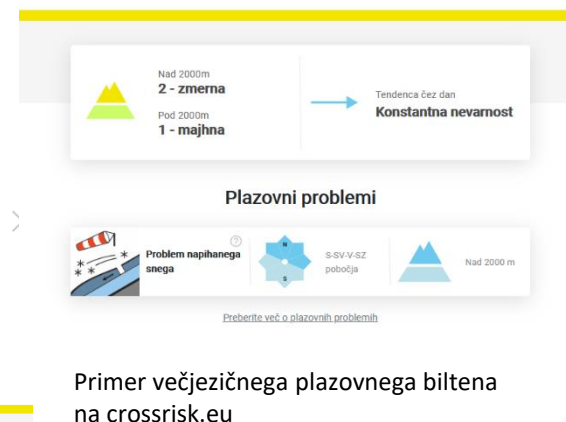 Nad 2000m
2 - zmerna
Pod 2000m
1 - majhna
Tendenca čez dan
Konstantna nevarnost
Plazovni problemi
Problem napihanega
snega
?
N
S
S-SV-V-SZ
pobočja
Nad 2000 m
Preberite več o plazovnih problemih
Primer večjezičnega plazovnega biltena
na crossrisk.eu